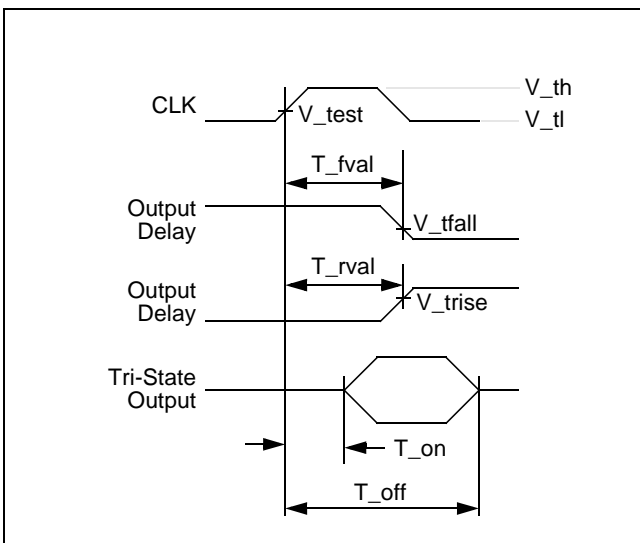 V_th
CLK
V_test
V_tl
T_fval
Output
Delay
V_tfall
T_rval
Output
Delay
V_trise
Tri-State
Output
T_on
T_off